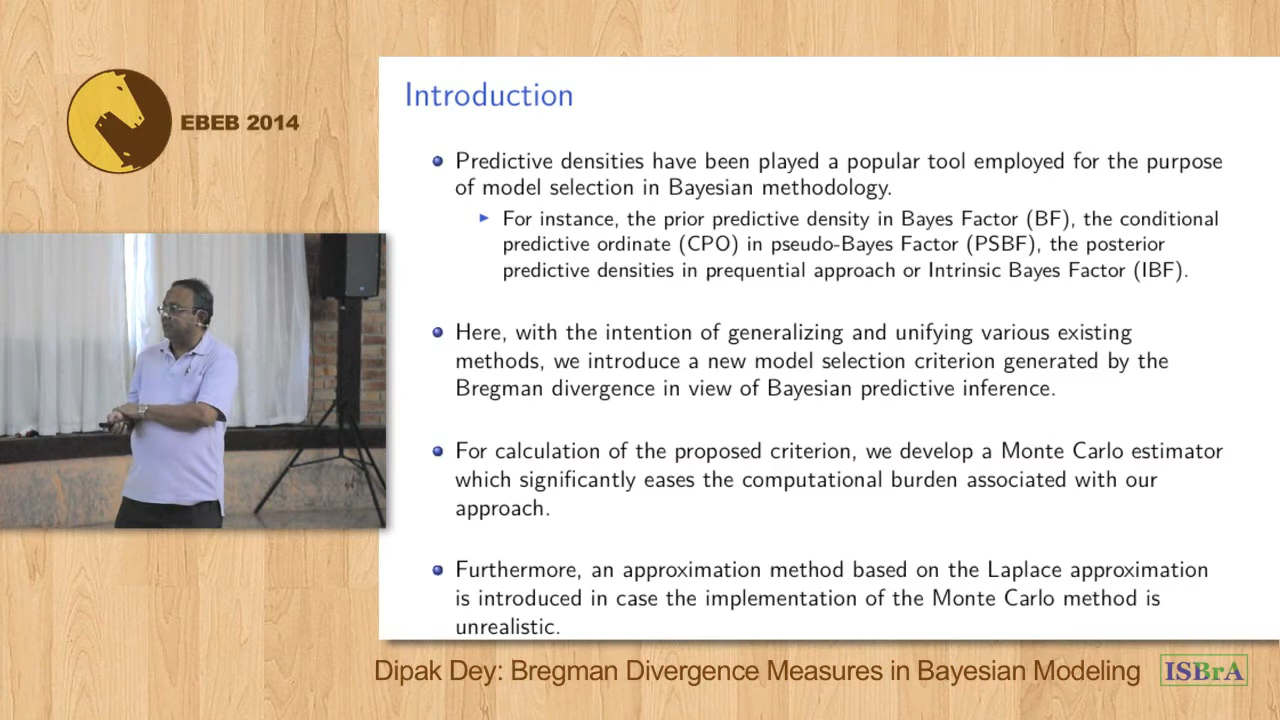 EBEB 2014
Introduction
Predictive densities have been played a popular tool employed for the purpose
of model selection in Bayesian methodology.
For instance, the prior predictive density in Bayes Factor (BF), the conditional
predictive ordinate (CPO) in pseudo-Bayes Factor (PSBF), the posterior
predictive densities in prequential approach or Intrinsic Bayes Factor (IBF).
Here, with the intention of generalizing and unifying various existing
methods, we introduce a new model selection criterion generated by the
Bregman divergence in view of Bayesian predictive inference.
For calculation of the proposed criterion, we develop a Monte Carlo estimator
which significantly eases the computational burden associated with our
approach.
Furthermore, an approximation method based on the Laplace approximation
is introduced in case the implementation of the Monte Carlo method is
unrealistic.
Dipak Dey: Bregman Divergence Measures in Bayesian Modeling
ISBrA